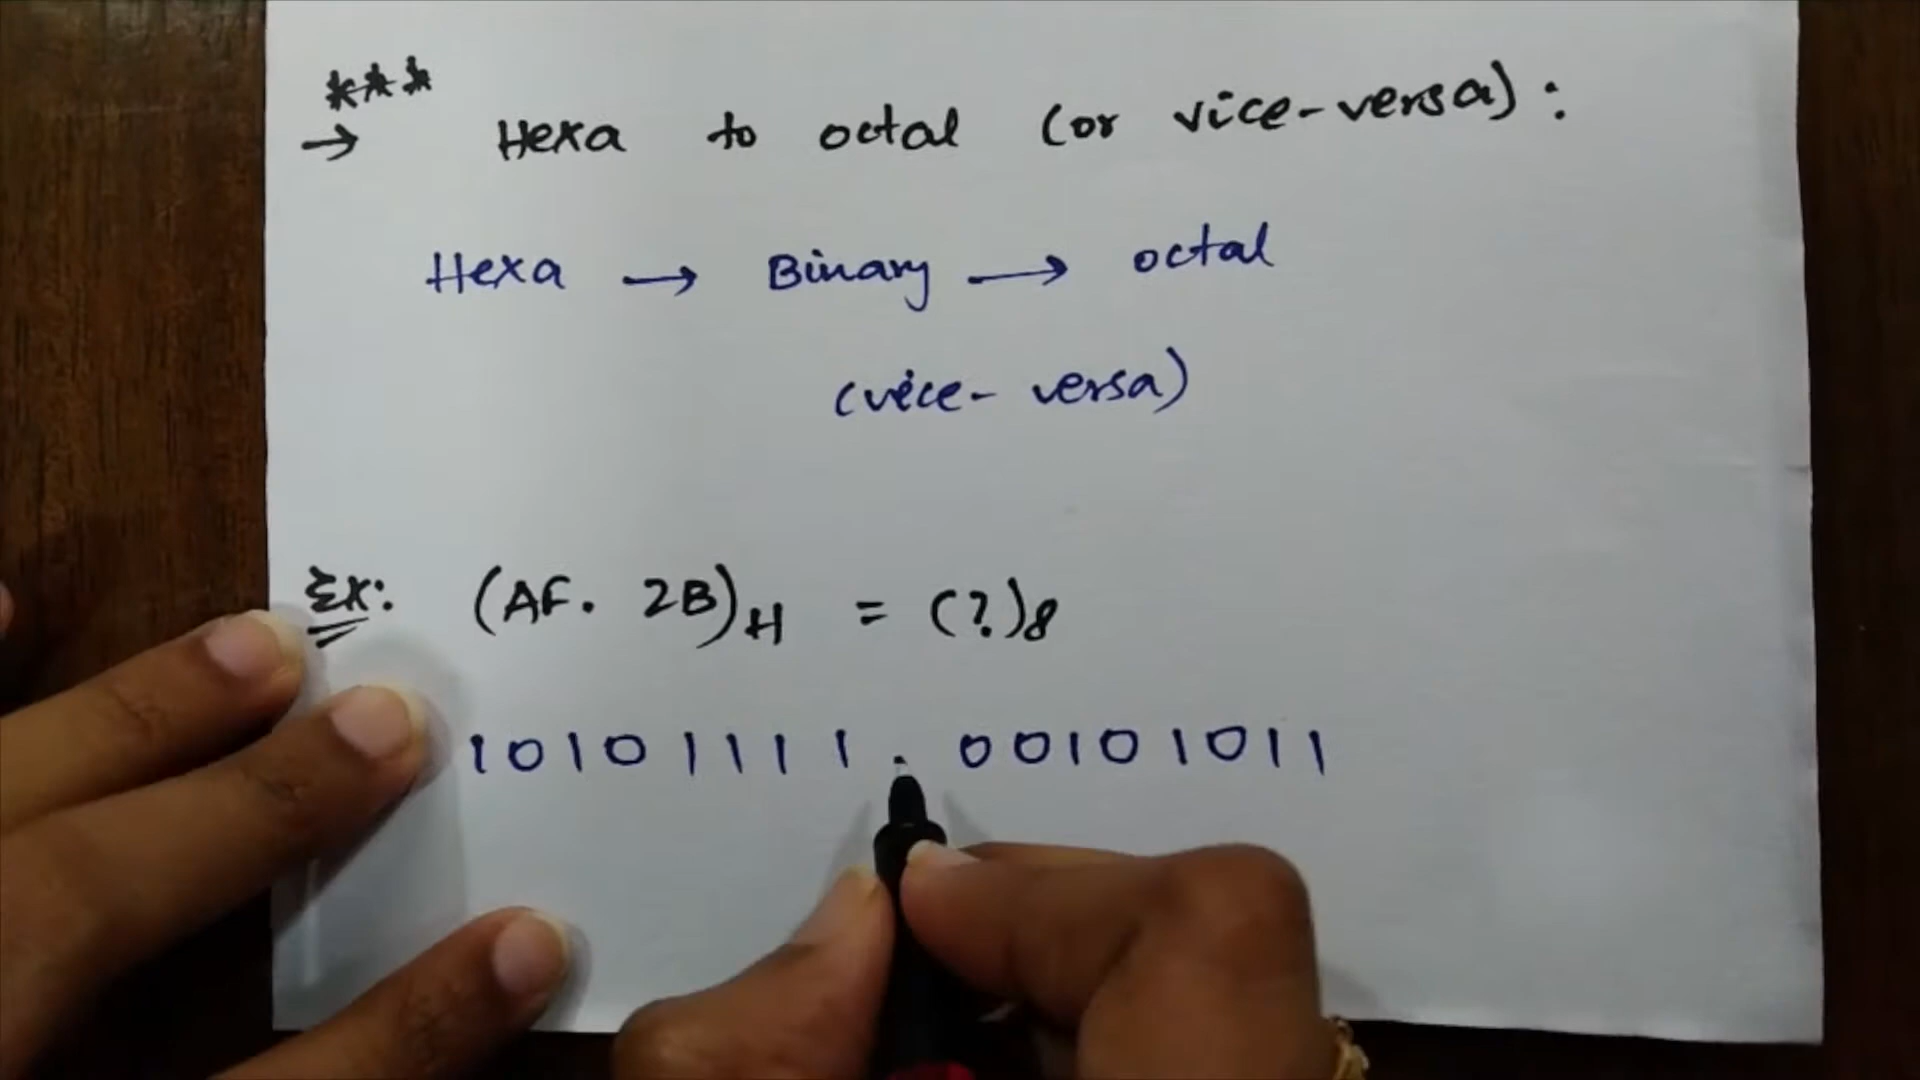 ***
→ Hexa to octal (or vice-versa) :
Hexa → Binary → octal
(vice-versa)
Ex: (AF. 2B)H = (?)8
10101111.00101011